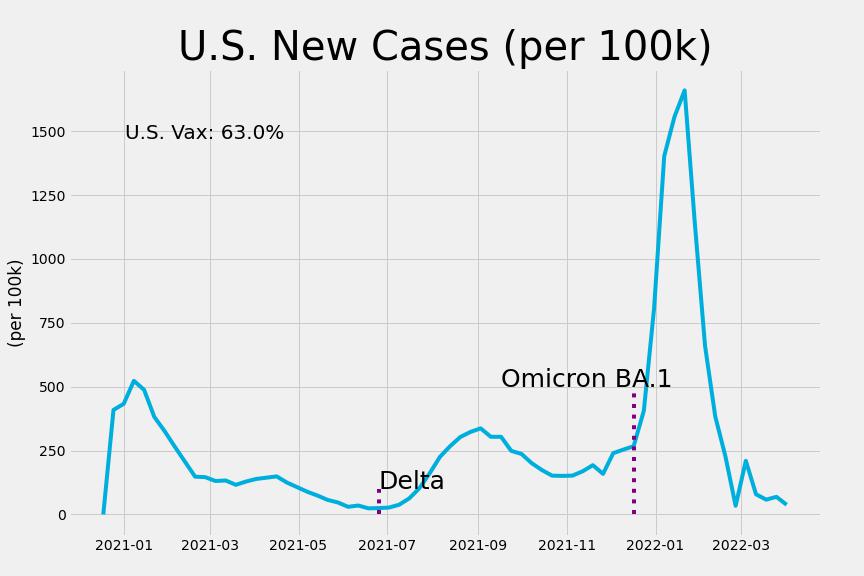 U.S. New Cases (per 100k)
U.S. Vax: 63.0%
(per 100k)
1500
1250
1000
750
500
250
0
Omicron BA.1
Delta
2021-01 2021-03 2021-05 2021-07 2021-09 2021-11 2022-01 2022-03